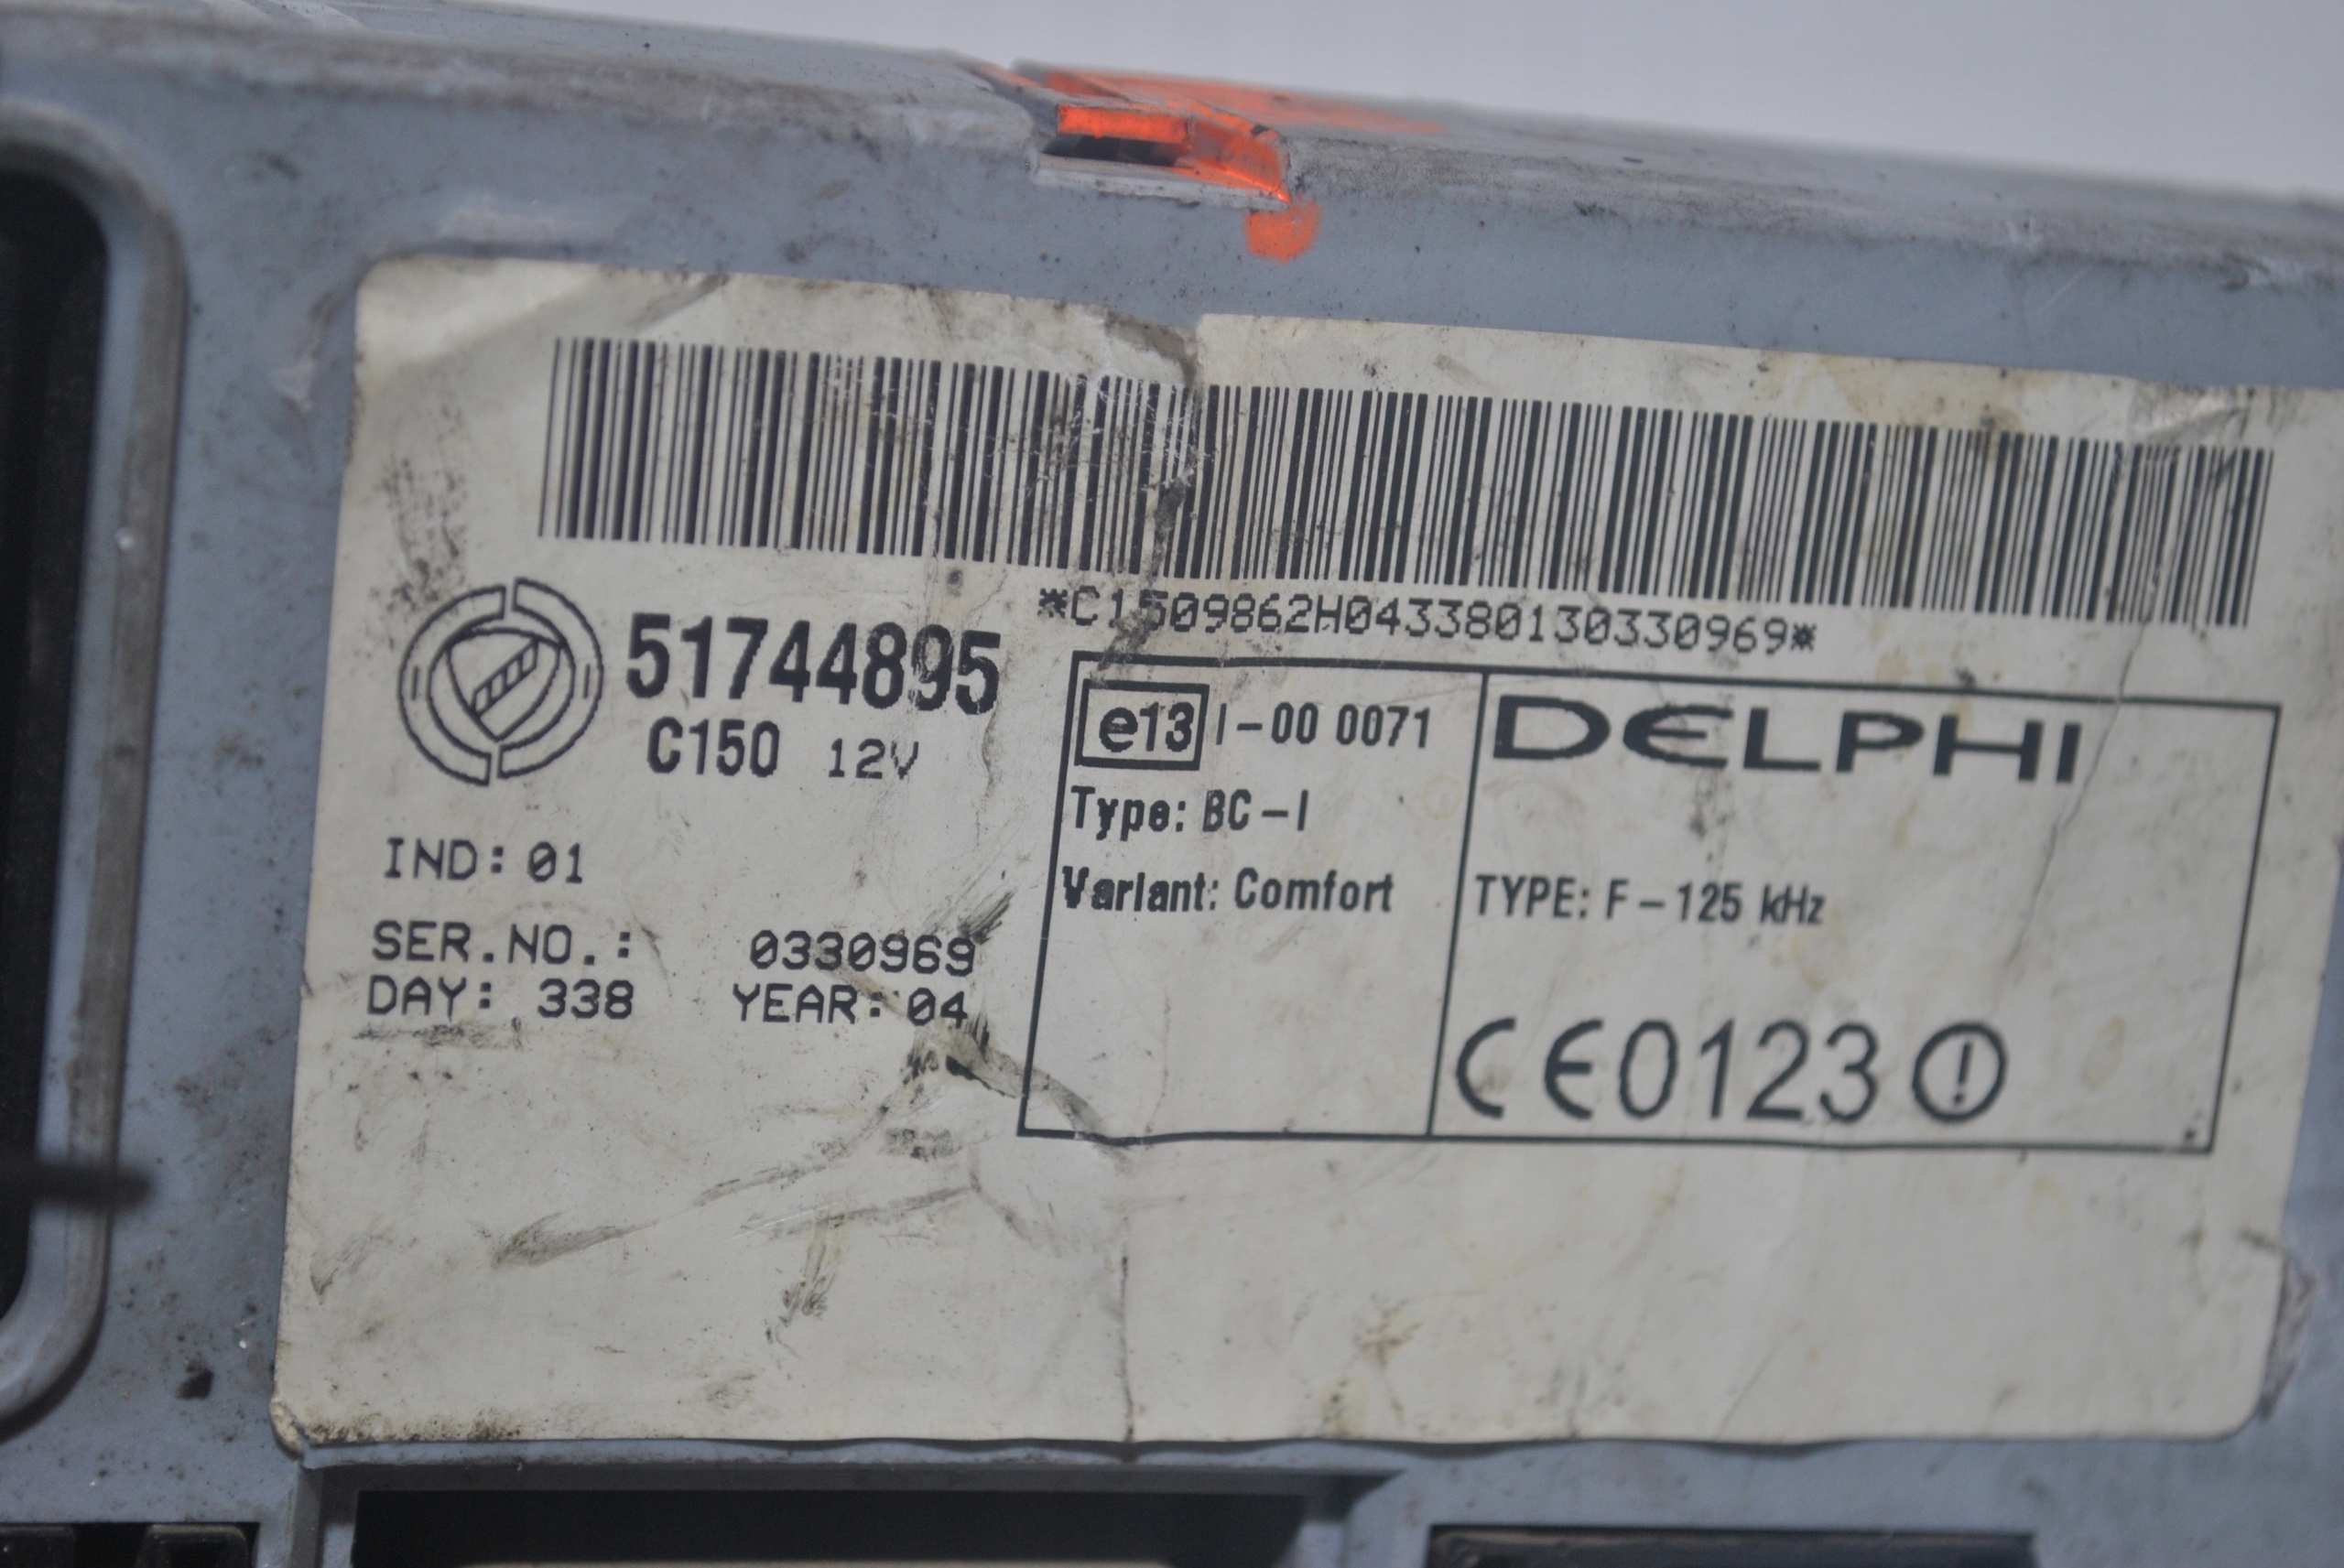 *C1509862H043380130330969*
51744895
C150 12V
IND: 01
SER.NO.: 0330969
DAY: 338 YEAR: 04
e13 I-00 0071
Type: BC-I
Variant: Comfort
DELPHI
TYPE: F-125 kHz
CE0123